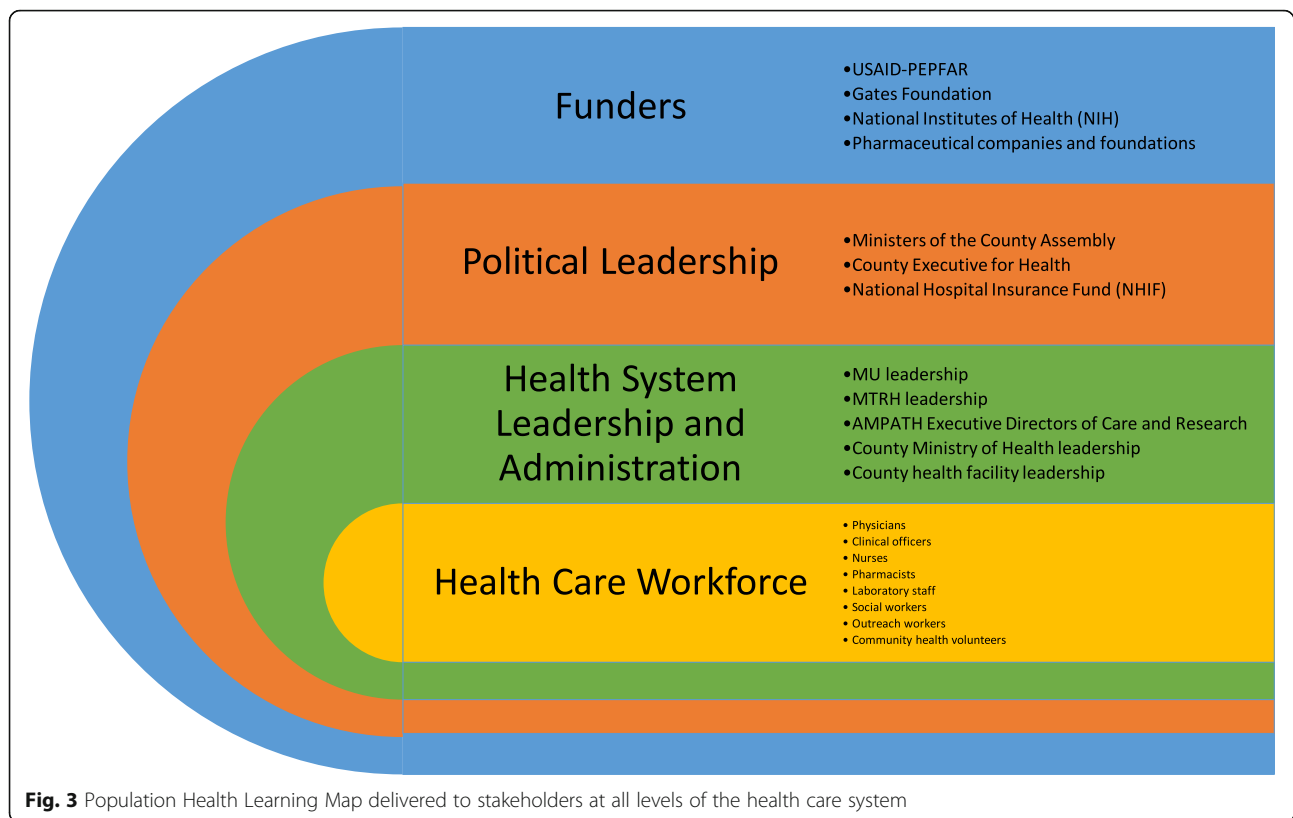 Funders
•USAID-PEPFAR
•Gates Foundation
•National Institutes of Health (NIH)
•Pharmaceutical companies and foundations
Political Leadership
•Ministers of the County Assembly
•County Executive for Health
•National Hospital Insurance Fund (NHIF)
Health System
Leadership and
Administration
•MU leadership
•MTRH leadership
•AMPATH Executive Directors of Care and Research
•County Ministry of Health leadership
•County health facility leadership
Health Care Workforce
• Physicians
• Clinical officers
• Nurses
• Pharmacists
• Laboratory staff
• Social workers
• Outreach workers
• Community health volunteers
Fig. 3 Population Health Learning Map delivered to stakeholders at all levels of the health care system